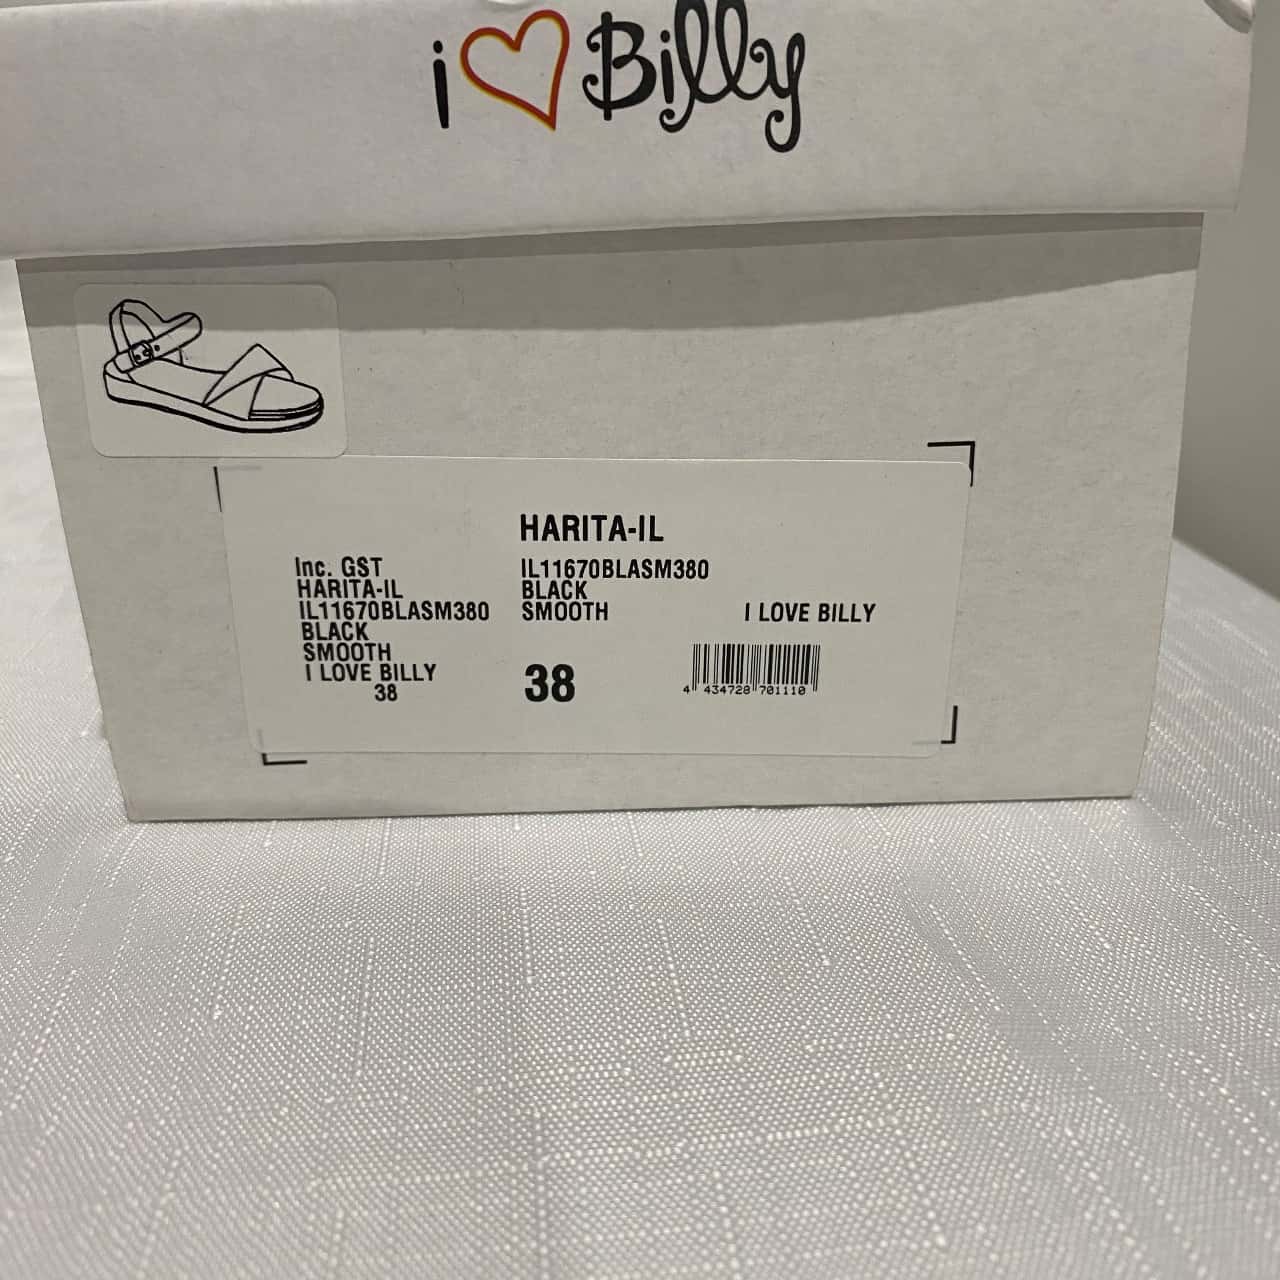 i ♡ Billy
HARITA-IL
Inc. GST
HARITA-IL
IL11670BLASM380
BLACK
SMOOTH
I LOVE BILLY
38
IL11670BLASM380
BLACK
SMOOTH
I LOVE BILLY
38
4 434728 701110